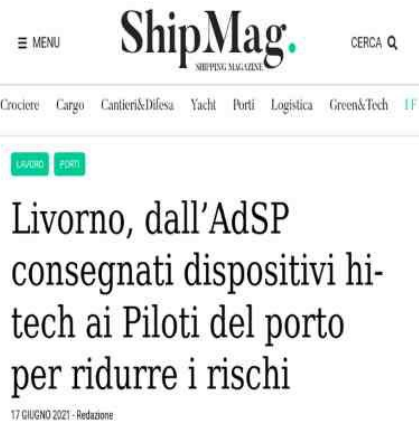 ≡ MENU
ShipMag.
SHIPPING MAGAZINE
CERCA
Crociere Cargo Cantieri&Difesa Yacht Porti Logistica Green&Tech I F
LAVORO PORTI
Livorno, dall'AdSP
consegnati dispositivi hi-
tech ai Piloti del porto
per ridurre i rischi
17 GIUGNO 2021 - Redazione